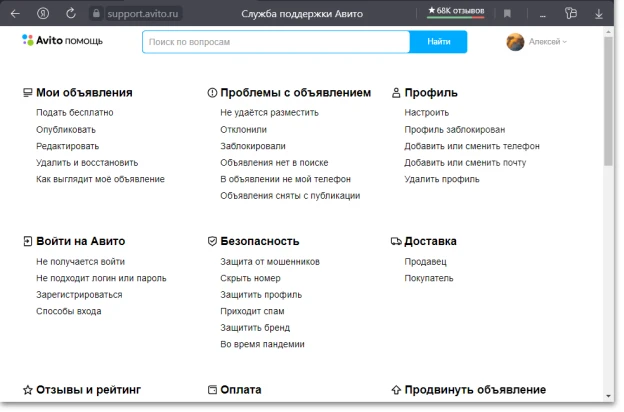 support.avito.ru
Служба поддержки Авито
★ 68K отзывов
...
Avito помощь
Поиск по вопросам
Найти
Алексей
Мои объявления
Подать бесплатно
Опубликовать
Редактировать
Удалить и восстановить
Как выглядит моё объявление
Проблемы с объявлением
Не удаётся разместить
Отклонили
Заблокировали
Объявления нет в поиске
В объявлении не мой телефон
Объявления сняты с публикации
Профиль
Настроить
Профиль заблокирован
Добавить или сменить телефон
Добавить или сменить почту
Удалить профиль
Войти на Авито
Не получается войти
Не подходит логин или пароль
Зарегистрироваться
Способы входа
Безопасность
Защита от мошенников
Скрыть номер
Защитить профиль
Приходит спам
Защитить бренд
Во время пандемии
Доставка
Продавец
Покупатель
Отзывы и рейтинг
Оплата
Продвинуть объявление